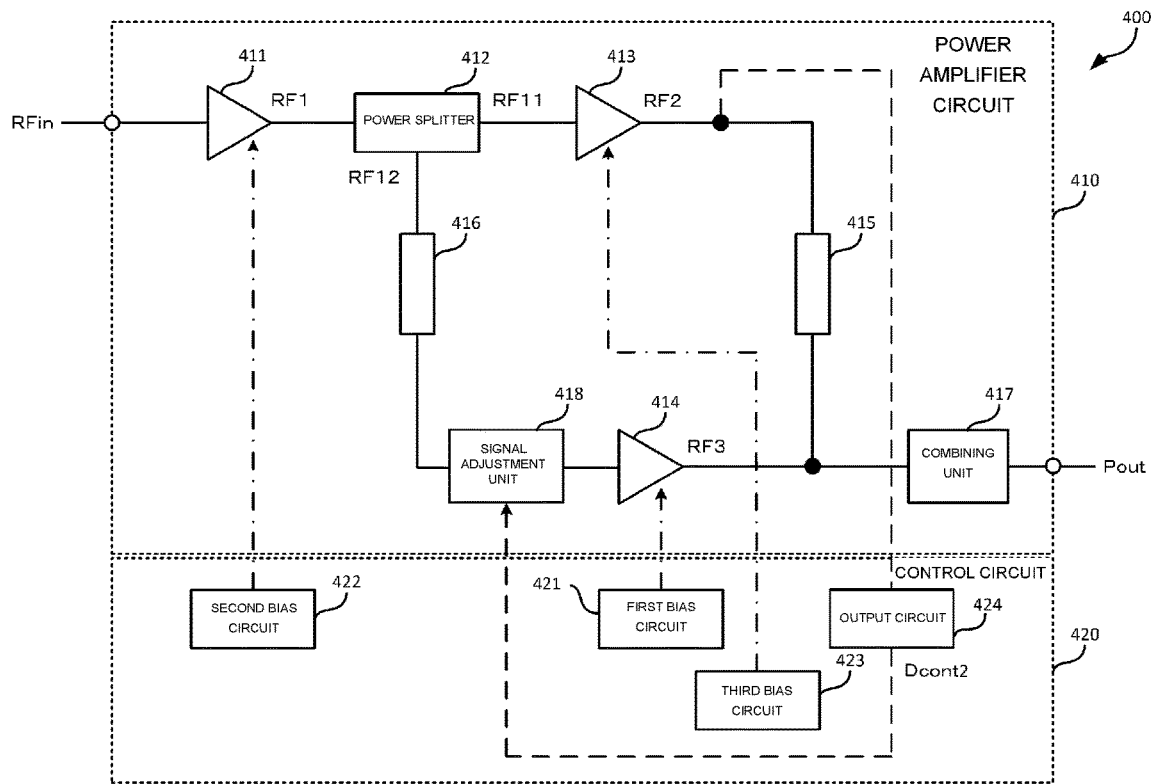 400
POWER
AMPLIFIER
CIRCUIT
411
412
413
RFin
RF1
POWER SPLITTER
RF11
RF2
RF12
410
416
415
418
414
417
SIGNAL
ADJUSTMENT
UNIT
RF3
COMBINING
UNIT
Pout
CONTROL CIRCUIT
422
SECOND BIAS
CIRCUIT
421
FIRST BIAS
CIRCUIT
424
OUTPUT CIRCUIT
420
Dcont2
423
THIRD BIAS
CIRCUIT